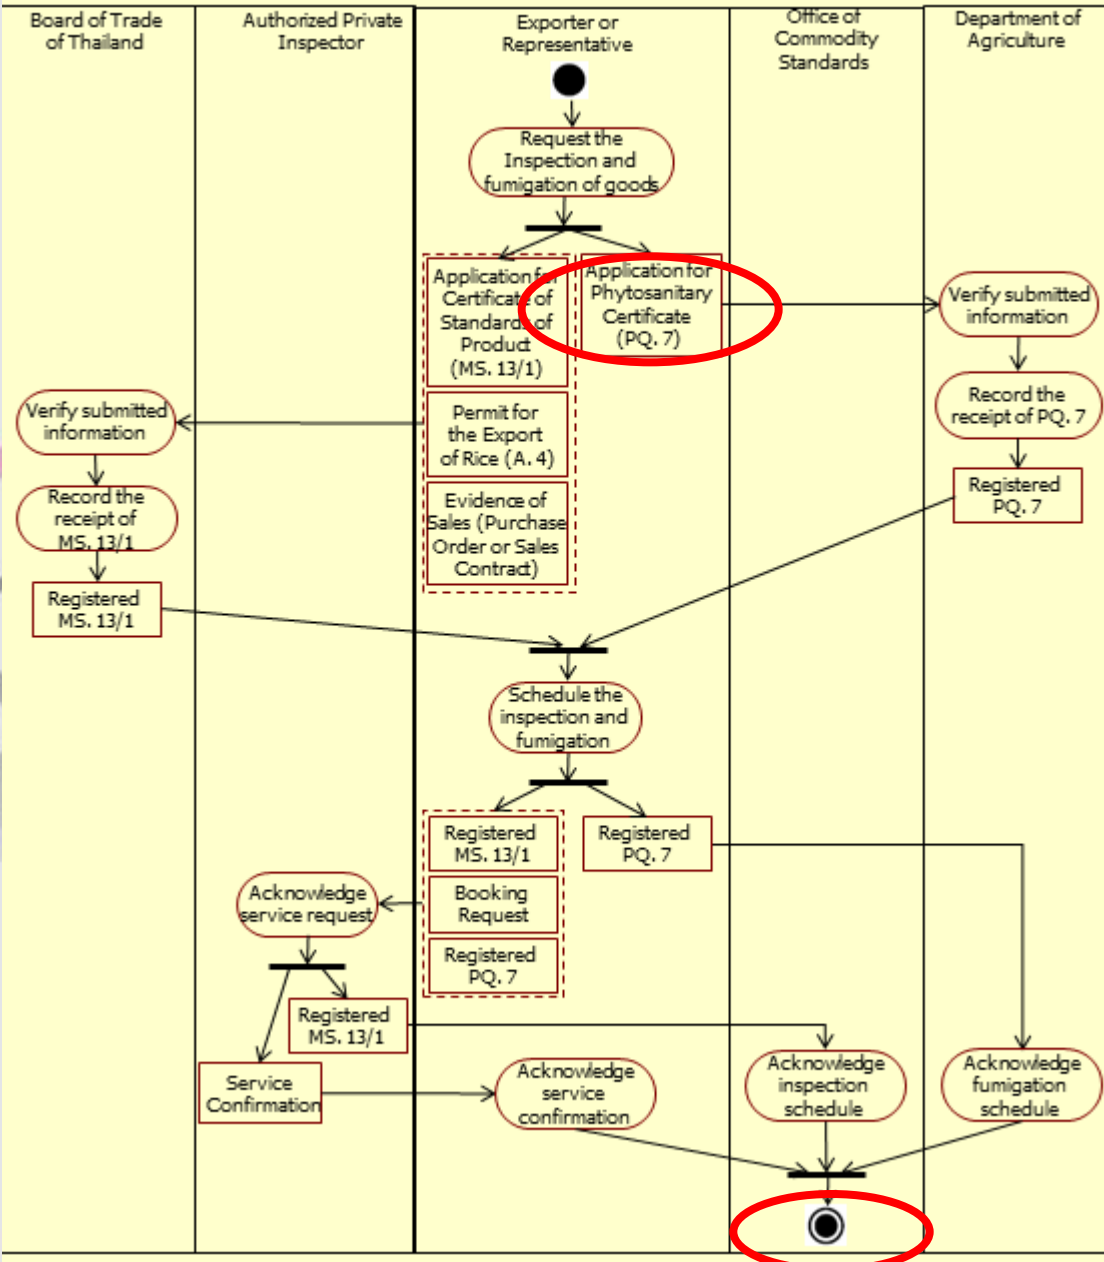 Board of Trade
of Thailand
Authorized Private
Inspector
Exporter or
Representative
Office of
Commodity
Standards
Department of
Agriculture
Request the
Inspection and
fumigation of goods
Application for
Certificate of
Standards of
Product
(MS. 13/1)
Application for
Phytosanitary
Certificate
(PQ. 7)
Verify submitted
information
Verify submitted
information
Permit for
the Export
of Rice (A. 4)
Record the
receipt of PQ. 7
Record the
receipt of
MS. 13/1
Evidence of
Sales (Purchase
Order or Sales
Contract)
Registered
PQ. 7
Registered
MS. 13/1
Schedule the
inspection and
fumigation
Registered
MS. 13/1
Registered
PQ. 7
Acknowledge
service request
Booking
Request
Registered
PQ. 7
Registered
MS. 13/1
Service
Confirmation
Acknowledge
service
confirmation
Acknowledge
inspection
schedule
Acknowledge
fumigation
schedule